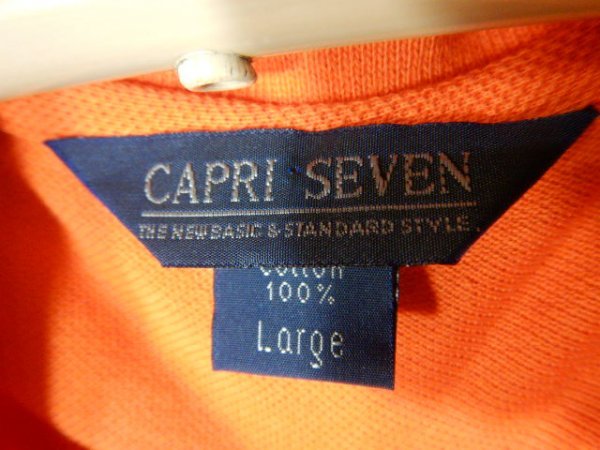 CAPRI SEVEN
THE NEW BASIC & STANDARD STYLE.
Cotton
100%
Large